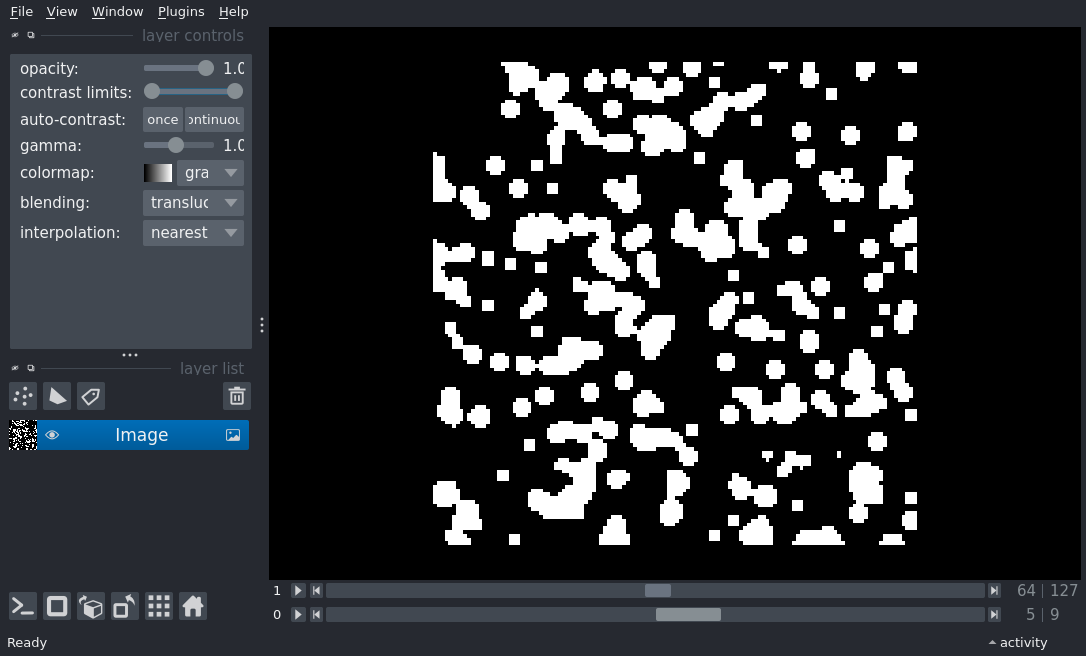 File View Window Plugins Help
layer controls
opacity: 1.0
contrast limits:
auto-contrast: once ontinuou
gamma: 1.0
colormap: gra
blending: transluc
interpolation: nearest
layer list
Image
1 64 | 127
0 5 | 9
Ready activity